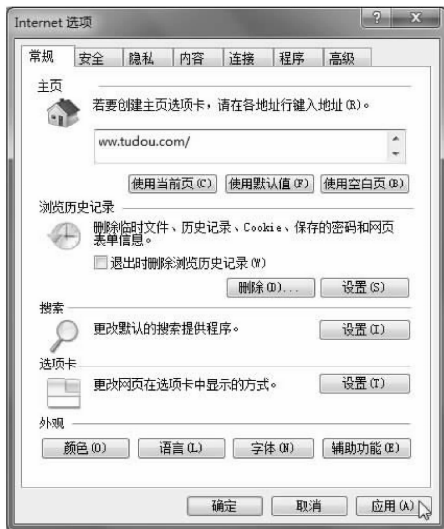 Internet 选项
常规 安全 隐私 内容 连接 程序 高级
主页
若要创建主页选项卡，请在各地址行键入地址(R)。
ww.tudou.com/
使用当前页(C) 使用默认值(F) 使用空白页(B)
浏览历史记录
删除临时文件、历史记录、Cookie、保存的密码和网页
表单信息。
退出时删除浏览历史记录(W)
删除(D)... 设置(S)
搜索
更改默认的搜索提供程序。 设置(I)
选项卡
更改网页在选项卡中显示的方式。 设置(T)
外观
颜色(O) 语言(L) 字体(N) 辅助功能(E)
确定 取消 应用(A)